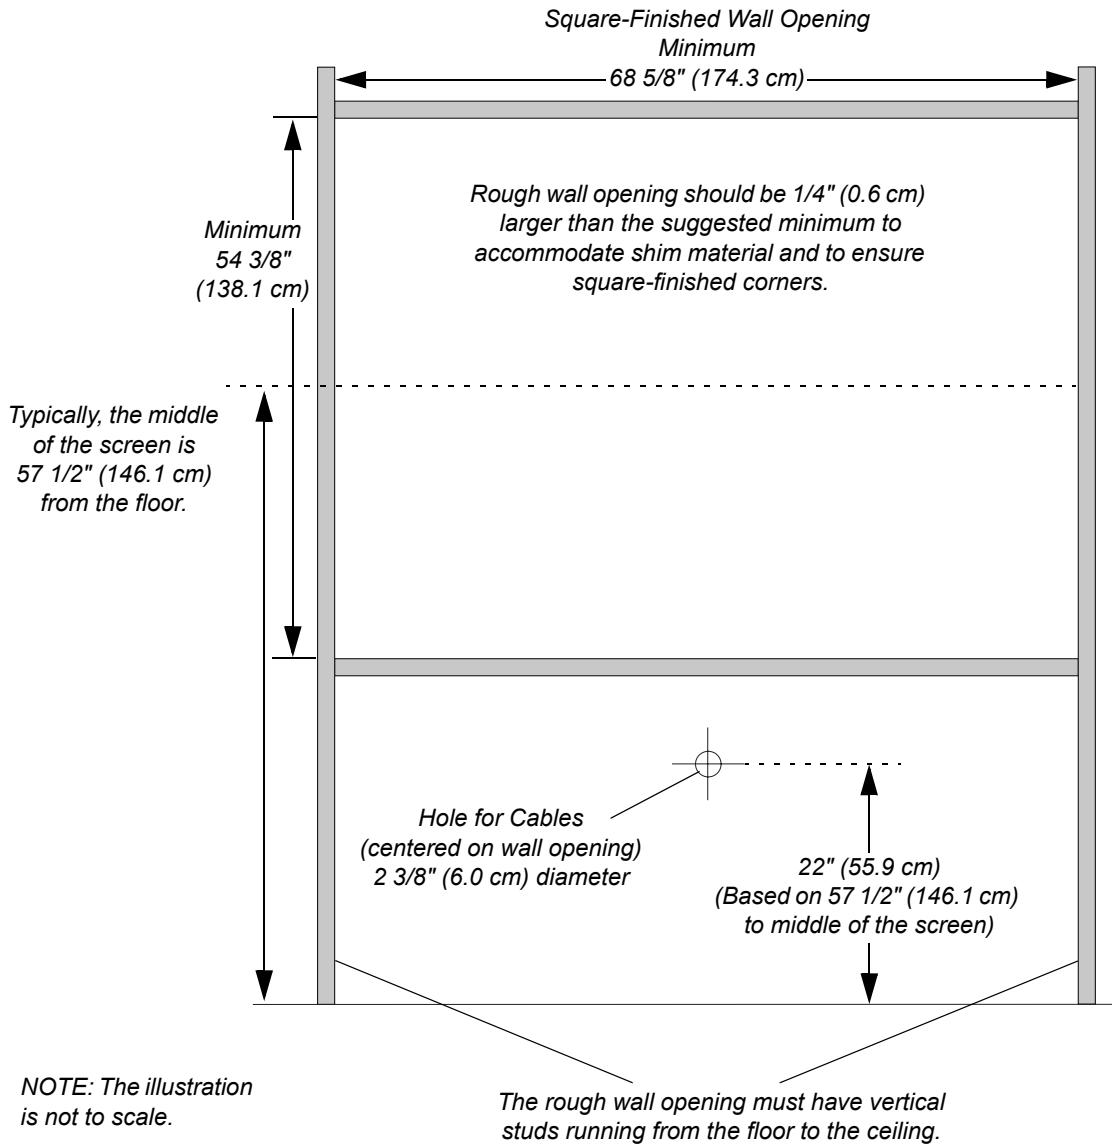 Square-Finished Wall Opening
Minimum
68 5/8" (174.3 cm)
Rough wall opening should be 1/4" (0.6 cm)
larger than the suggested minimum to
accommodate shim material and to ensure
square-finished corners.
Minimum
54 3/8"
(138.1 cm)
Typically, the middle
of the screen is
57 1/2" (146.1 cm)
from the floor.
Hole for Cables
(centered on wall opening)
2 3/8" (6.0 cm) diameter
22" (55.9 cm)
(Based on 57 1/2" (146.1 cm)
to middle of the screen)
NOTE: The illustration
is not to scale.
The rough wall opening must have vertical
studs running from the floor to the ceiling.